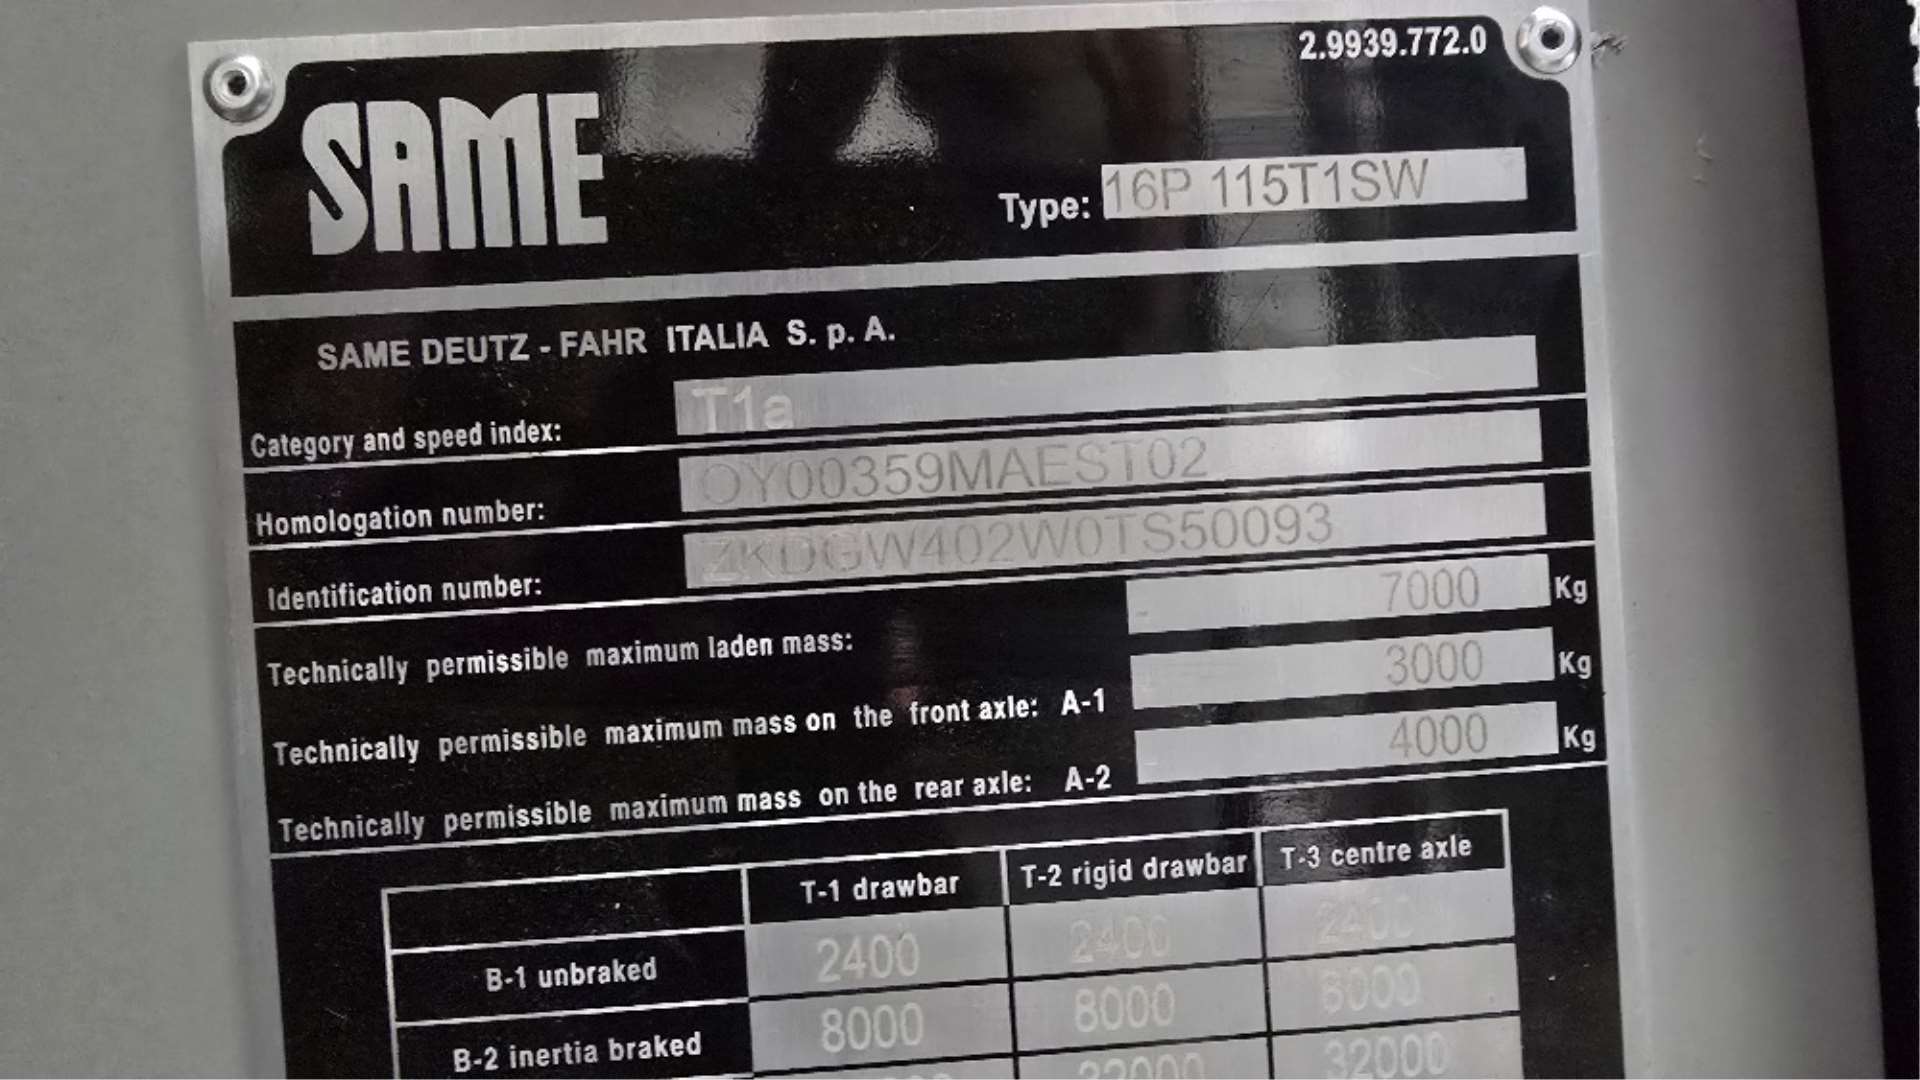 2.9939.772.0
SAME
Type: 16P 115T1SW
SAME DEUTZ - FAHR ITALIA S. p. A.
Category and speed index: T1a
Homologation number: OY00359MAEST02
Identification number: ZKDGW402W0TS50093
Technically permissible maximum laden mass: 7000 Kg
Technically permissible maximum mass on the front axle: A-1 3000 Kg
Technically permissible maximum mass on the rear axle: A-2 4000 Kg
T-1 drawbar T-2 rigid drawbar T-3 centre axle
B-1 unbraked 2400 2400 2400
B-2 inertia braked 8000 8000 8000
32000